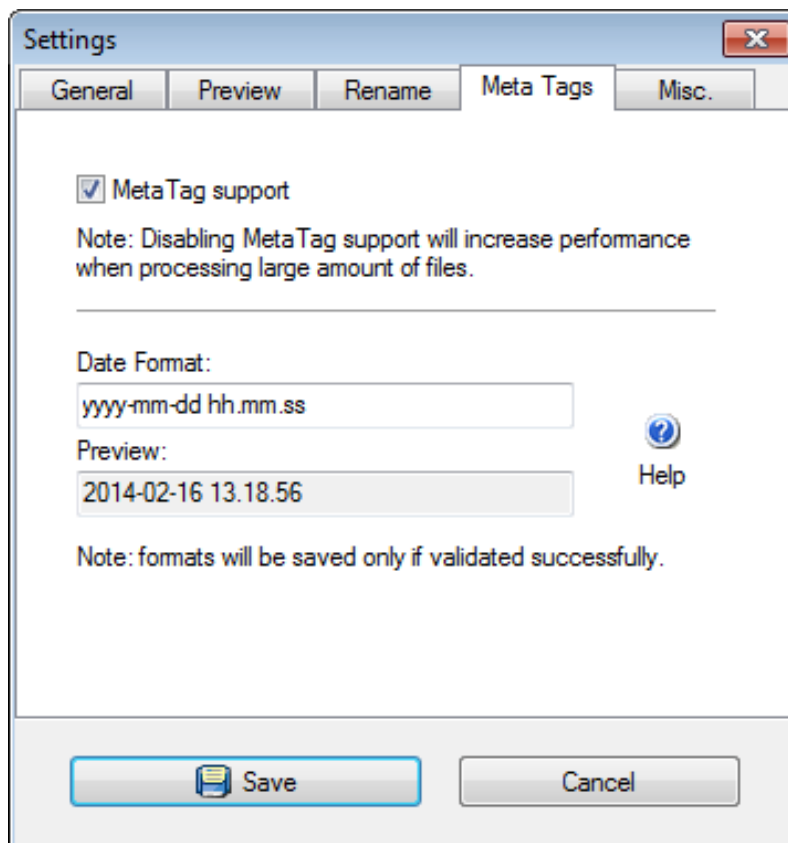 Settings
General Preview Rename Meta Tags Misc.
MetaTag support
Note: Disabling MetaTag support will increase performance
when processing large amount of files.
Date Format:
yyyy-mm-dd hh.mm.ss
Preview:
2014-02-16 13.18.56
Help
Note: formats will be saved only if validated successfully.
Save Cancel